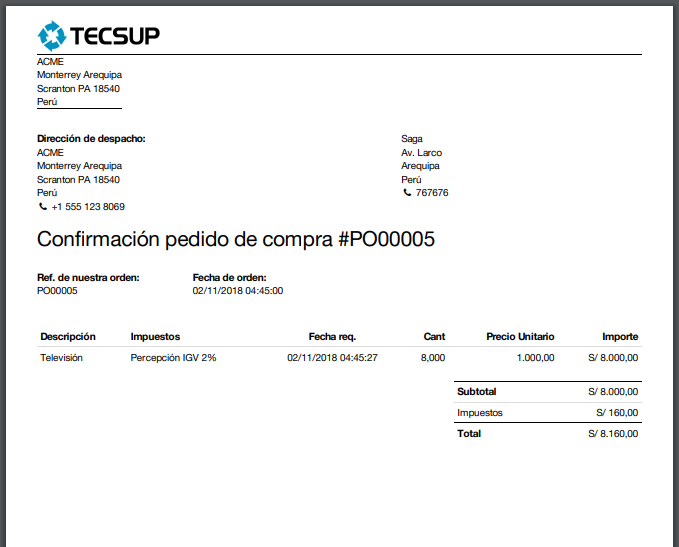 TECSUP
ACME
Monterrey Arequipa
Scranton PA 18540
Perú
Dirección de despacho:
ACME
Monterrey Arequipa
Scranton PA 18540
Perú
+1 555 123 8069
Saga
Av. Larco
Arequipa
Perú
767676
Confirmación pedido de compra #PO00005
Ref. de nuestra orden:
PO00005
Fecha de orden:
02/11/2018 04:45:00
Descripción Impuestos Fecha req. Cant Precio Unitario Importe
Televisión Percepción IGV 2% 02/11/2018 04:45:27 8,000 1.000,00 S/ 8.000,00
Subtotal S/ 8.000,00
Impuestos S/ 160,00
Total S/ 8.160,00